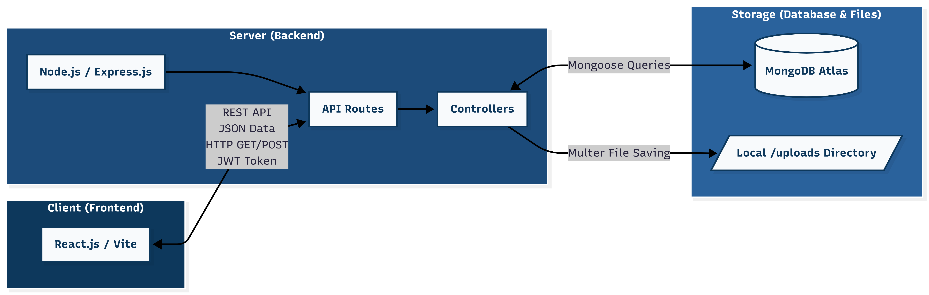 Storage (Database & Files)
Server (Backend)
Node.js / Express.js
Mongoose Queries
MongoDB Atlas
API Routes
Controllers
REST API
JSON Data
HTTP GET/POST
JWT Token
Multer File Saving
Local /uploads Directory
Client (Frontend)
React.js / Vite